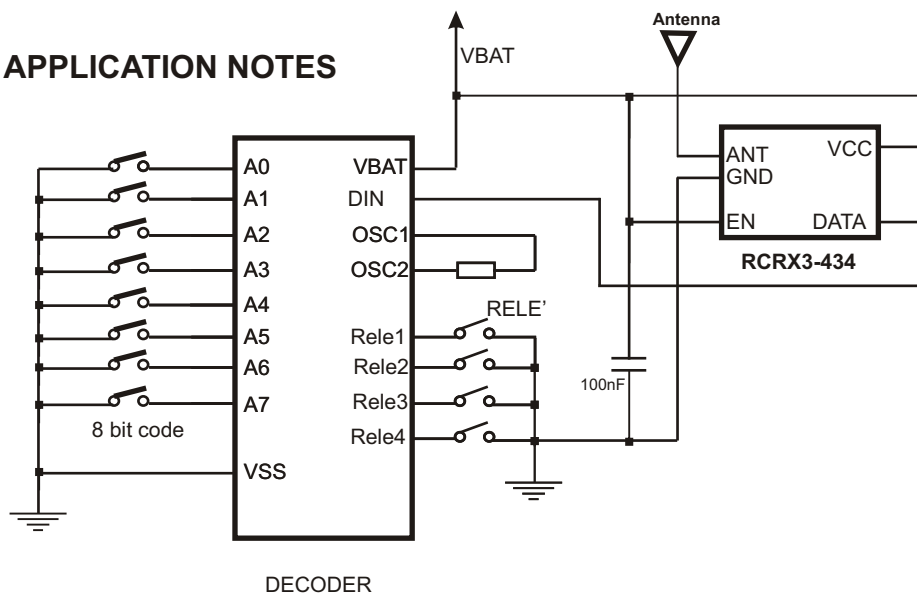 APPLICATION NOTES
VBAT
Antenna
A0
A1
A2
A3
A4
A5
A6
A7
VSS
8 bit code
VBAT
DIN
OSC1
OSC2
Rele1
Rele2
Rele3
Rele4
RELE'
100nF
ANT
GND
EN
VCC
DATA
RCRX3-434
DECODER